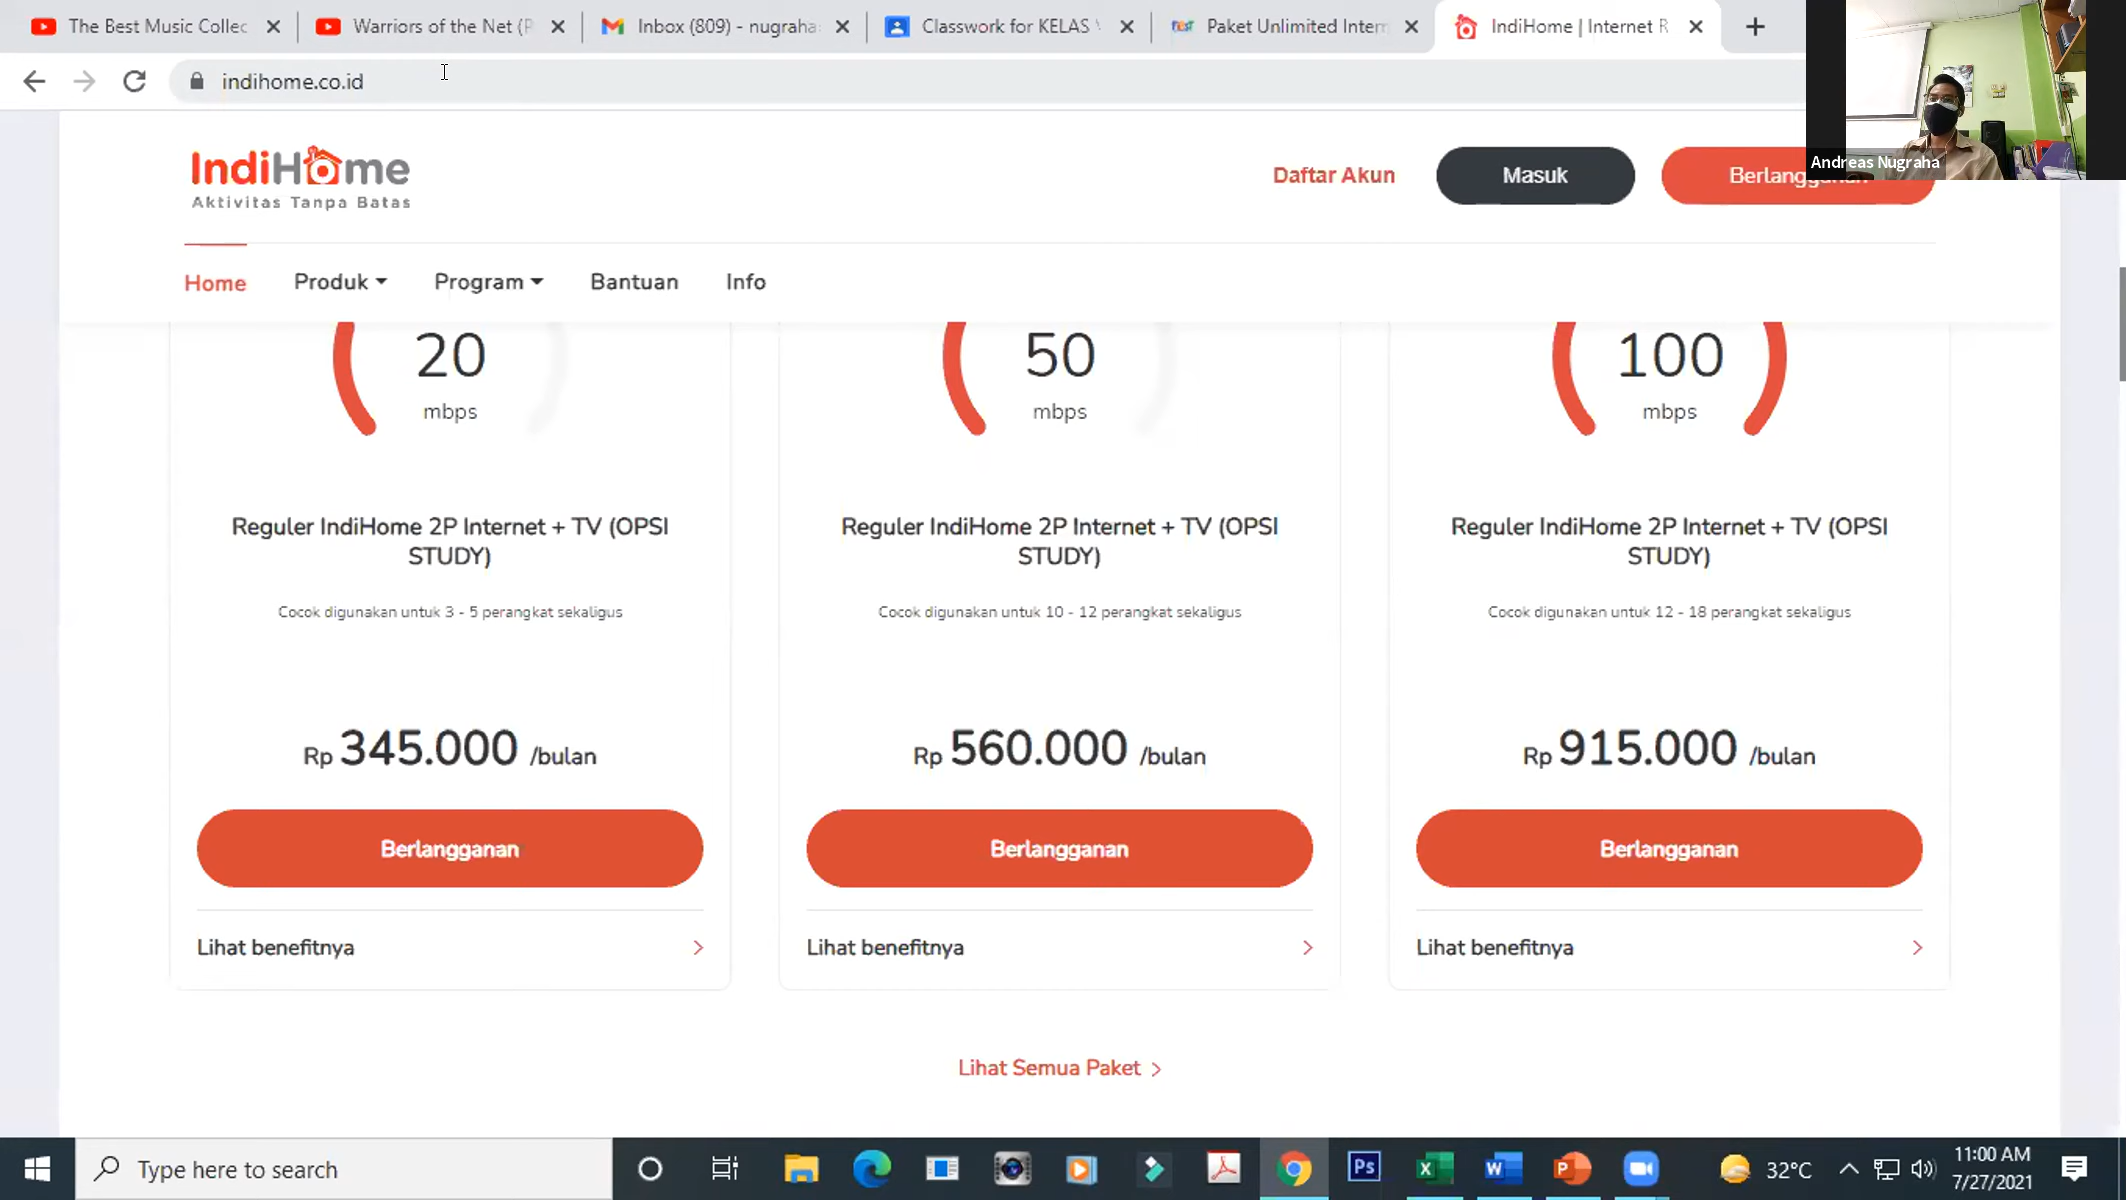 The Best Music Collec
Warriors of the Net (P
Inbox (809) - nugraha
Classwork for KELAS
Paket Unlimited Intern
IndiHome | Internet R
indihome.co.id
Andreas Nugraha
IndiHome
Aktivitas Tanpa Batas
Daftar Akun
Masuk
Berlangganan
Home
Produk
Program
Bantuan
Info
20
mbps
50
mbps
100
mbps
Reguler IndiHome 2P Internet + TV (OPSI
STUDY)
Reguler IndiHome 2P Internet + TV (OPSI
STUDY)
Reguler IndiHome 2P Internet + TV (OPSI
STUDY)
Cocok digunakan untuk 3 - 5 perangkat sekaligus
Cocok digunakan untuk 10 - 12 perangkat sekaligus
Cocok digunakan untuk 12 - 18 perangkat sekaligus
Rp 345.000 /bulan
Rp 560.000 /bulan
Rp 915.000 /bulan
Berlangganan
Berlangganan
Berlangganan
Lihat benefitnya
Lihat benefitnya
Lihat benefitnya
Lihat Semua Paket
Type here to search
Ps
32°C
11:00 AM
7/27/2021